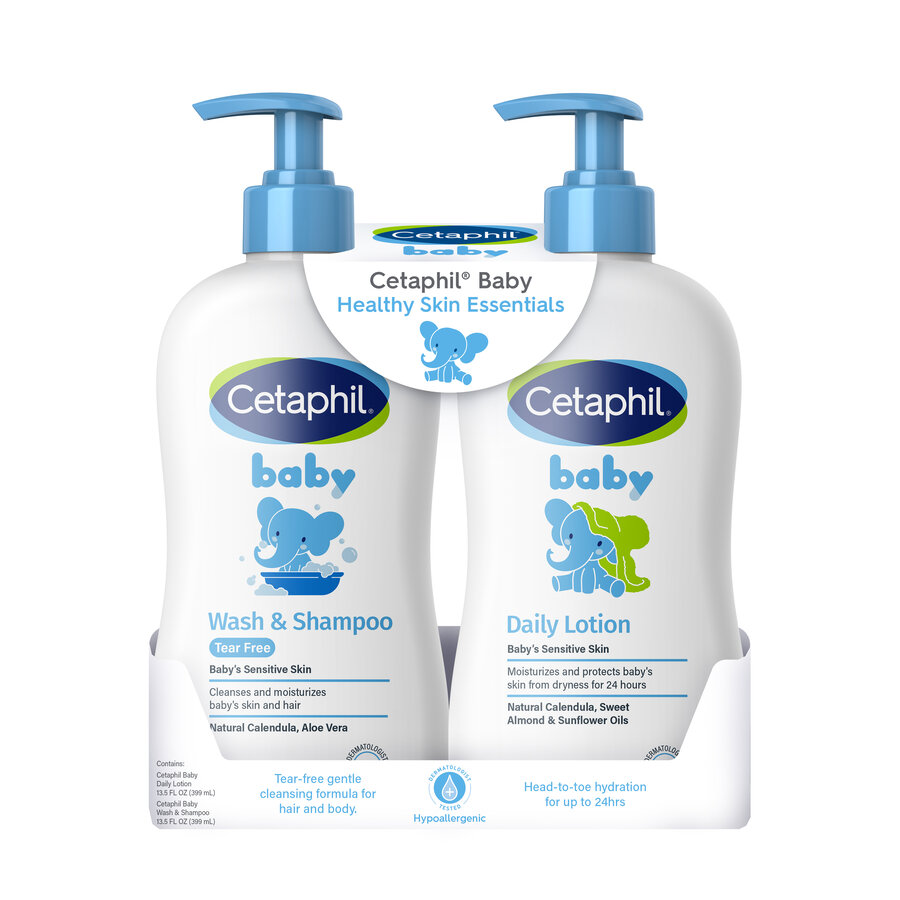 Cetaphil
baby
Cetaphil® Baby
Healthy Skin Essentials
Cetaphil®
baby
Wash & Shampoo
Tear Free
Baby's Sensitive Skin
Cleanses and moisturizes
baby's skin and hair
Natural Calendula, Aloe Vera
DERMATOLOGIST
Cetaphil®
baby
Daily Lotion
Baby's Sensitive Skin
Moisturizes and protects baby's
skin from dryness for 24 hours
Natural Calendula, Sweet
Almond & Sunflower Oils
DERMATOLOGIST
Contains:
Cetaphil Baby
Daily Lotion
13.5 FL OZ (399 mL)
Cetaphil Baby
Wash & Shampoo
13.5 FL OZ (399 mL)
Tear-free gentle
cleansing formula for
hair and body.
DERMATOLOGIST
TESTED
Hypoallergenic
Head-to-toe hydration
for up to 24hrs